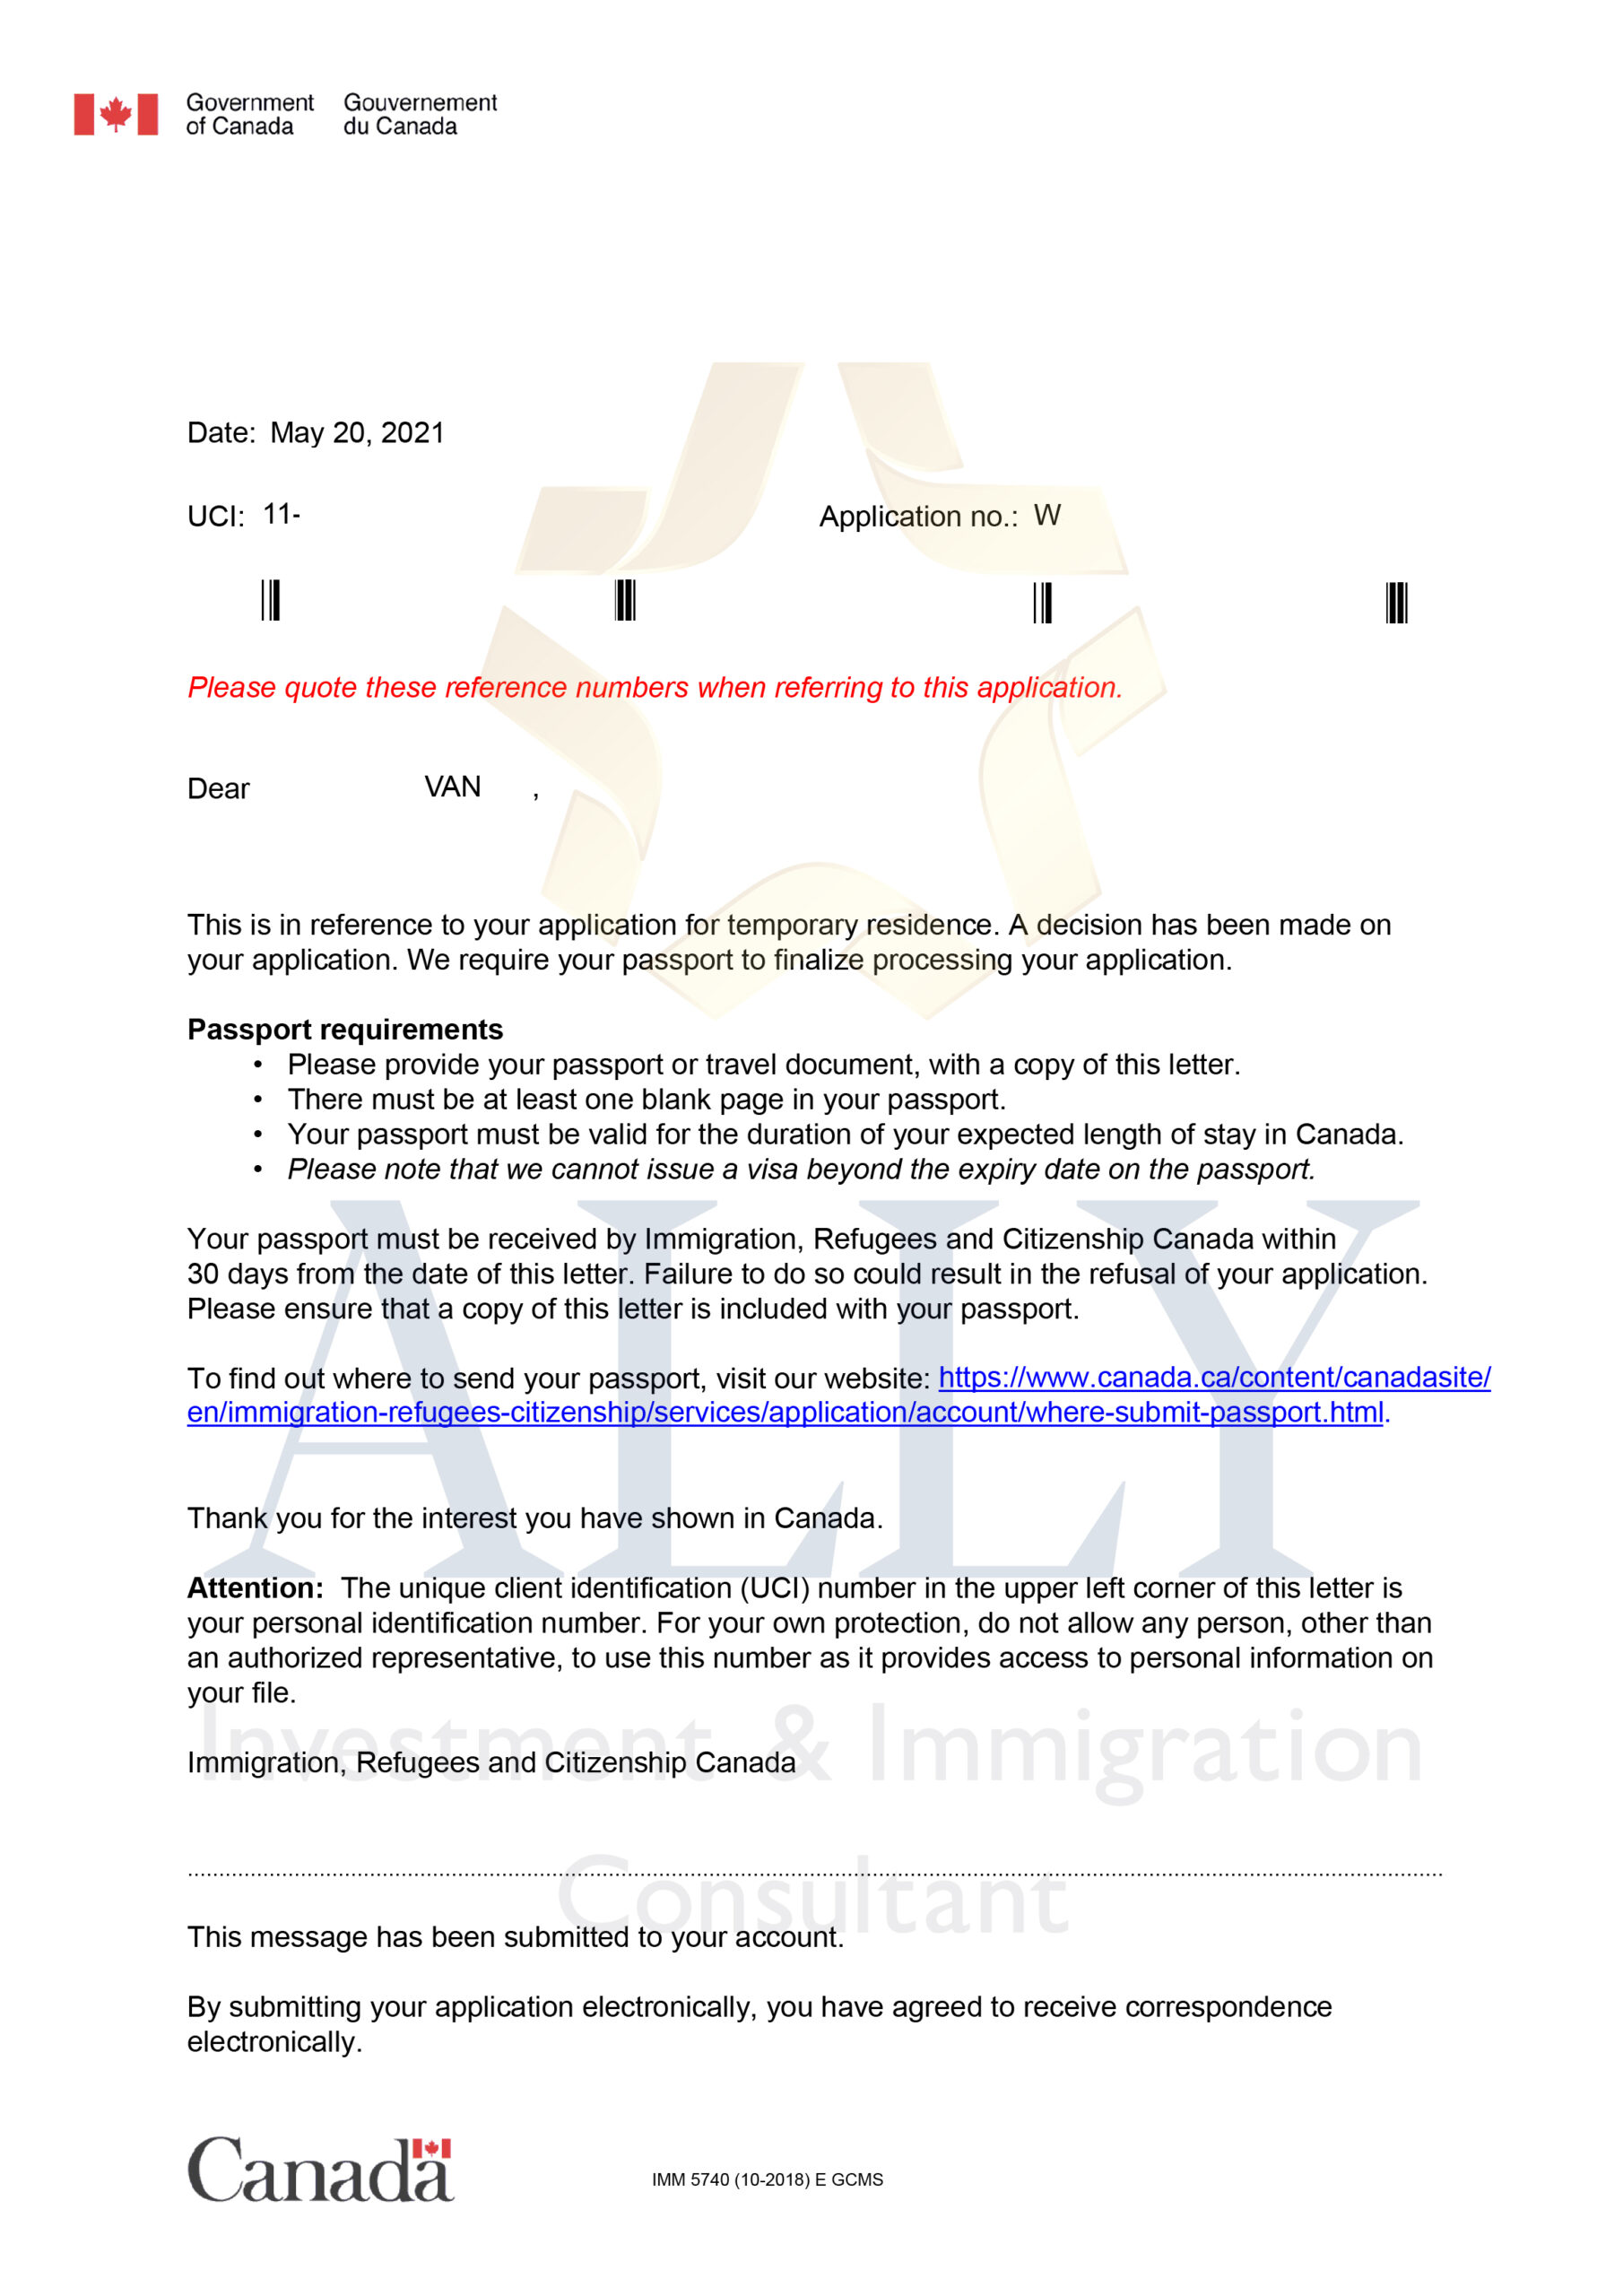 Government Gouvernement
of Canada du Canada
Date: May 20, 2021
UCI: 11- Application no.: W
Please quote these reference numbers when referring to this application.
Dear VAN ,
This is in reference to your application for temporary residence. A decision has been made on
your application. We require your passport to finalize processing your application.
Passport requirements
• Please provide your passport or travel document, with a copy of this letter.
• There must be at least one blank page in your passport.
• Your passport must be valid for the duration of your expected length of stay in Canada.
• Please note that we cannot issue a visa beyond the expiry date on the passport.
Your passport must be received by Immigration, Refugees and Citizenship Canada within
30 days from the date of this letter. Failure to do so could result in the refusal of your application.
Please ensure that a copy of this letter is included with your passport.
To find out where to send your passport, visit our website: https://www.canada.ca/content/canadasite/
en/immigration-refugees-citizenship/services/application/account/where-submit-passport.html.
ALLY
Thank you for the interest you have shown in Canada.
Attention: The unique client identification (UCI) number in the upper left corner of this letter is
your personal identification number. For your own protection, do not allow any person, other than
an authorized representative, to use this number as it provides access to personal information on
your file.
Investment & Immigration
Immigration, Refugees and Citizenship Canada
Consultant
This message has been submitted to your account.
By submitting your application electronically, you have agreed to receive correspondence
electronically.
Canada
IMM 5740 (10-2018) E GCMS